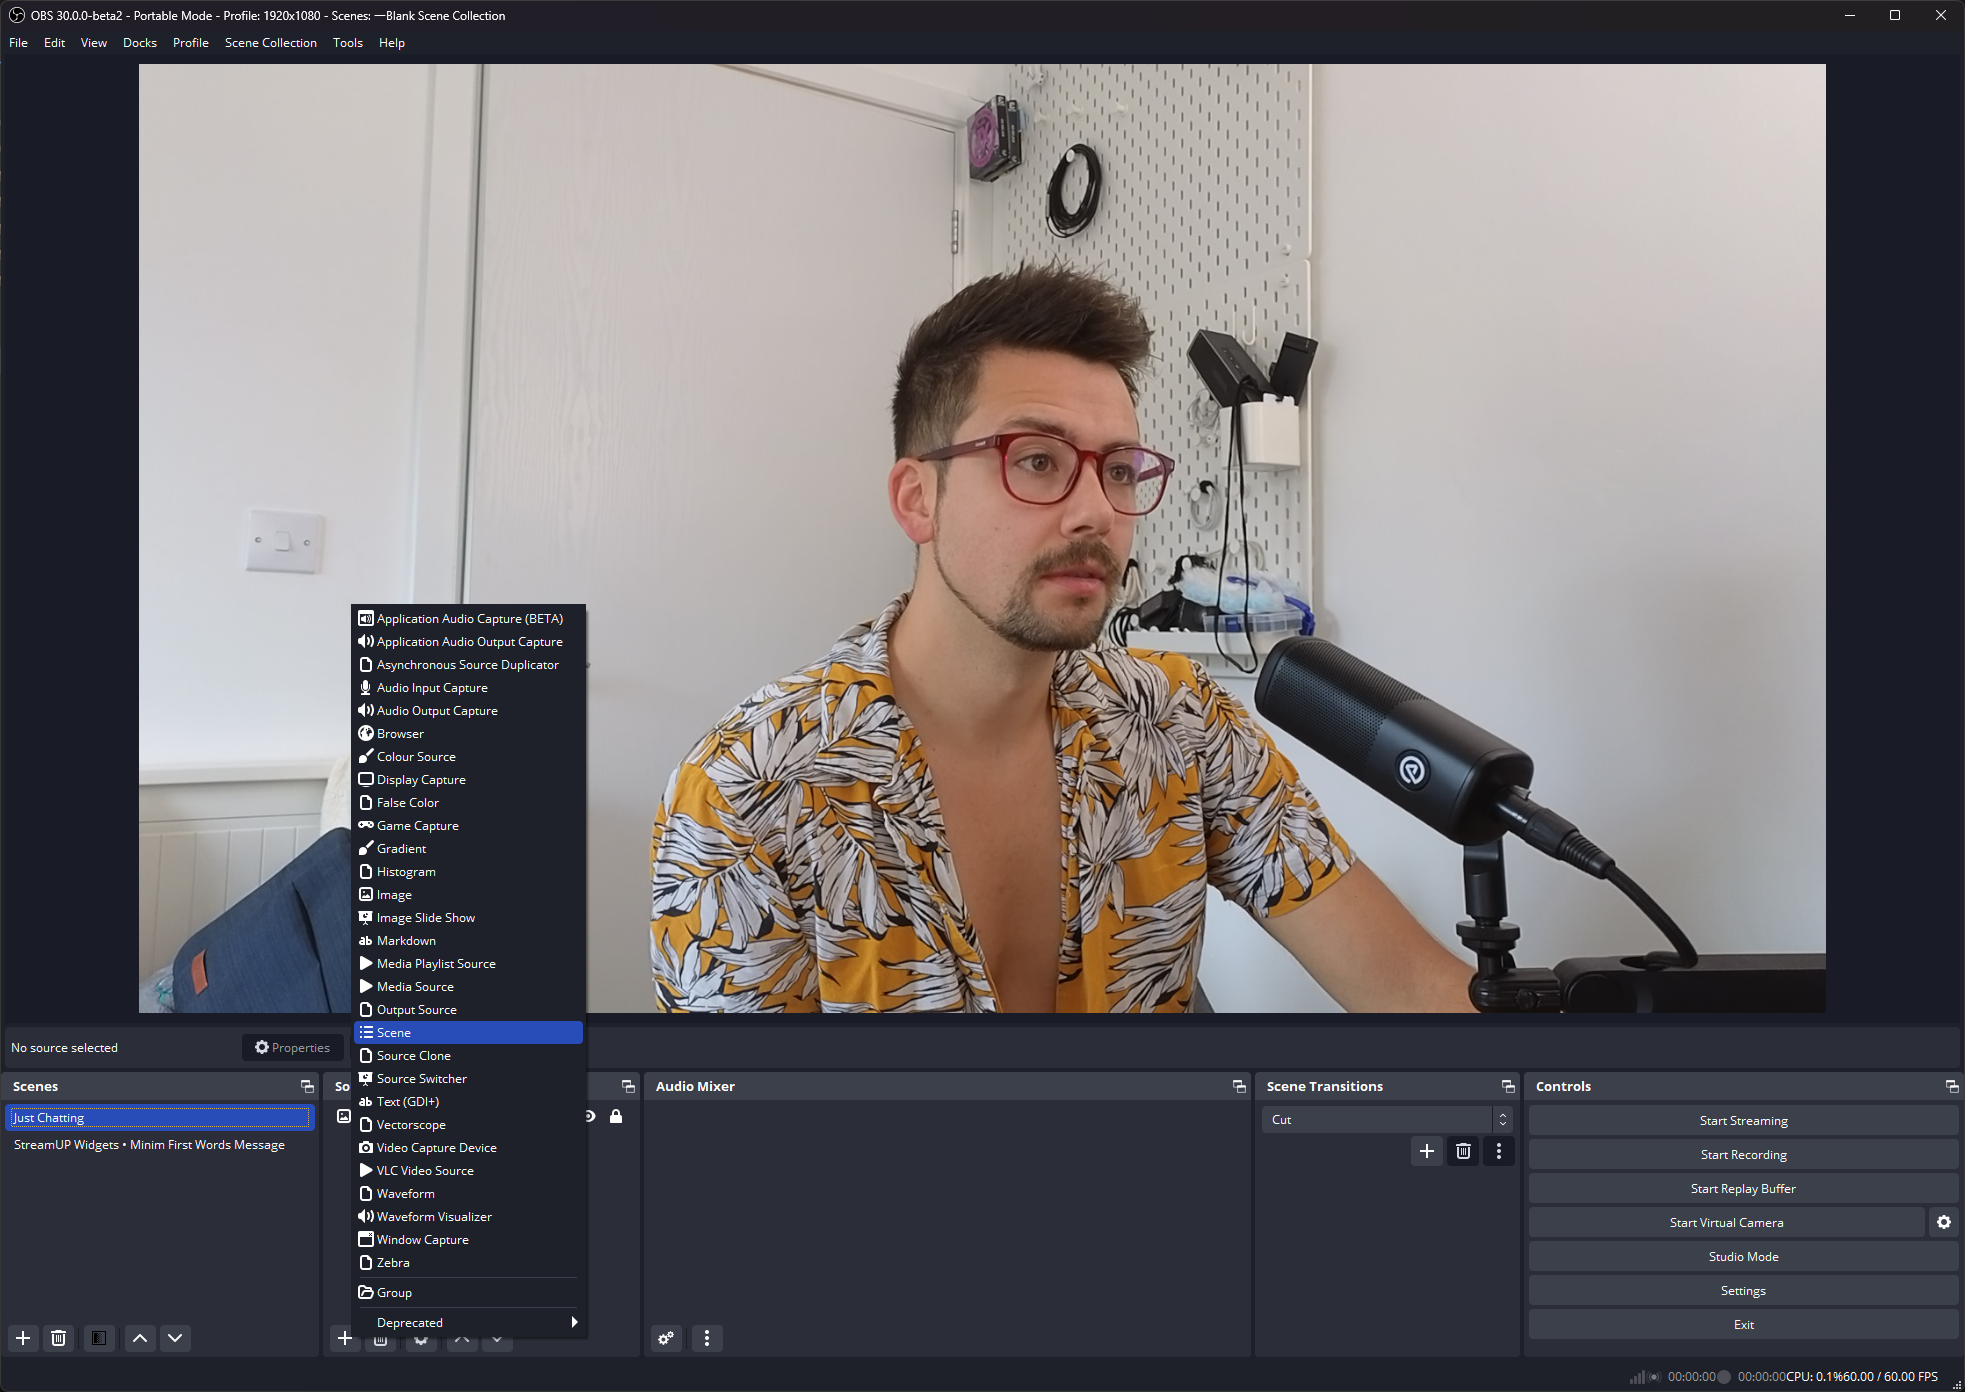 OBS 30.0.0-beta2 - Portable Mode - Profile: 1920x1080 - Scenes: —Blank Scene Collection
File Edit View Docks Profile Scene Collection Tools Help
Application Audio Capture (BETA)
Application Audio Output Capture
Asynchronous Source Duplicator
Audio Input Capture
Audio Output Capture
Browser
Colour Source
Display Capture
False Color
Game Capture
Gradient
Histogram
Image
Image Slide Show
ab Markdown
Media Playlist Source
Media Source
Output Source
Scene
Source Clone
Source Switcher
ab Text (GDI+)
Vectorscope
Video Capture Device
VLC Video Source
Waveform
Waveform Visualizer
Window Capture
Zebra
Group
Deprecated
No source selected
Properties
Scenes
Just Chatting
StreamUP Widgets • Minim First Words Message
So
Audio Mixer
Scene Transitions
Cut
Controls
Start Streaming
Start Recording
Start Replay Buffer
Start Virtual Camera
Studio Mode
Settings
Exit
00:00:00 00:00:00 CPU: 0.1% 60.00 / 60.00 FPS